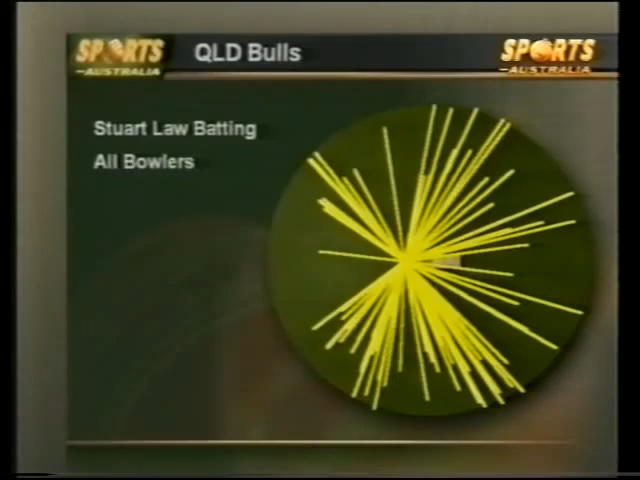 SPORTS
AUSTRALIA
QLD Bulls
SPORTS
AUSTRALIA
Stuart Law Batting
All Bowlers